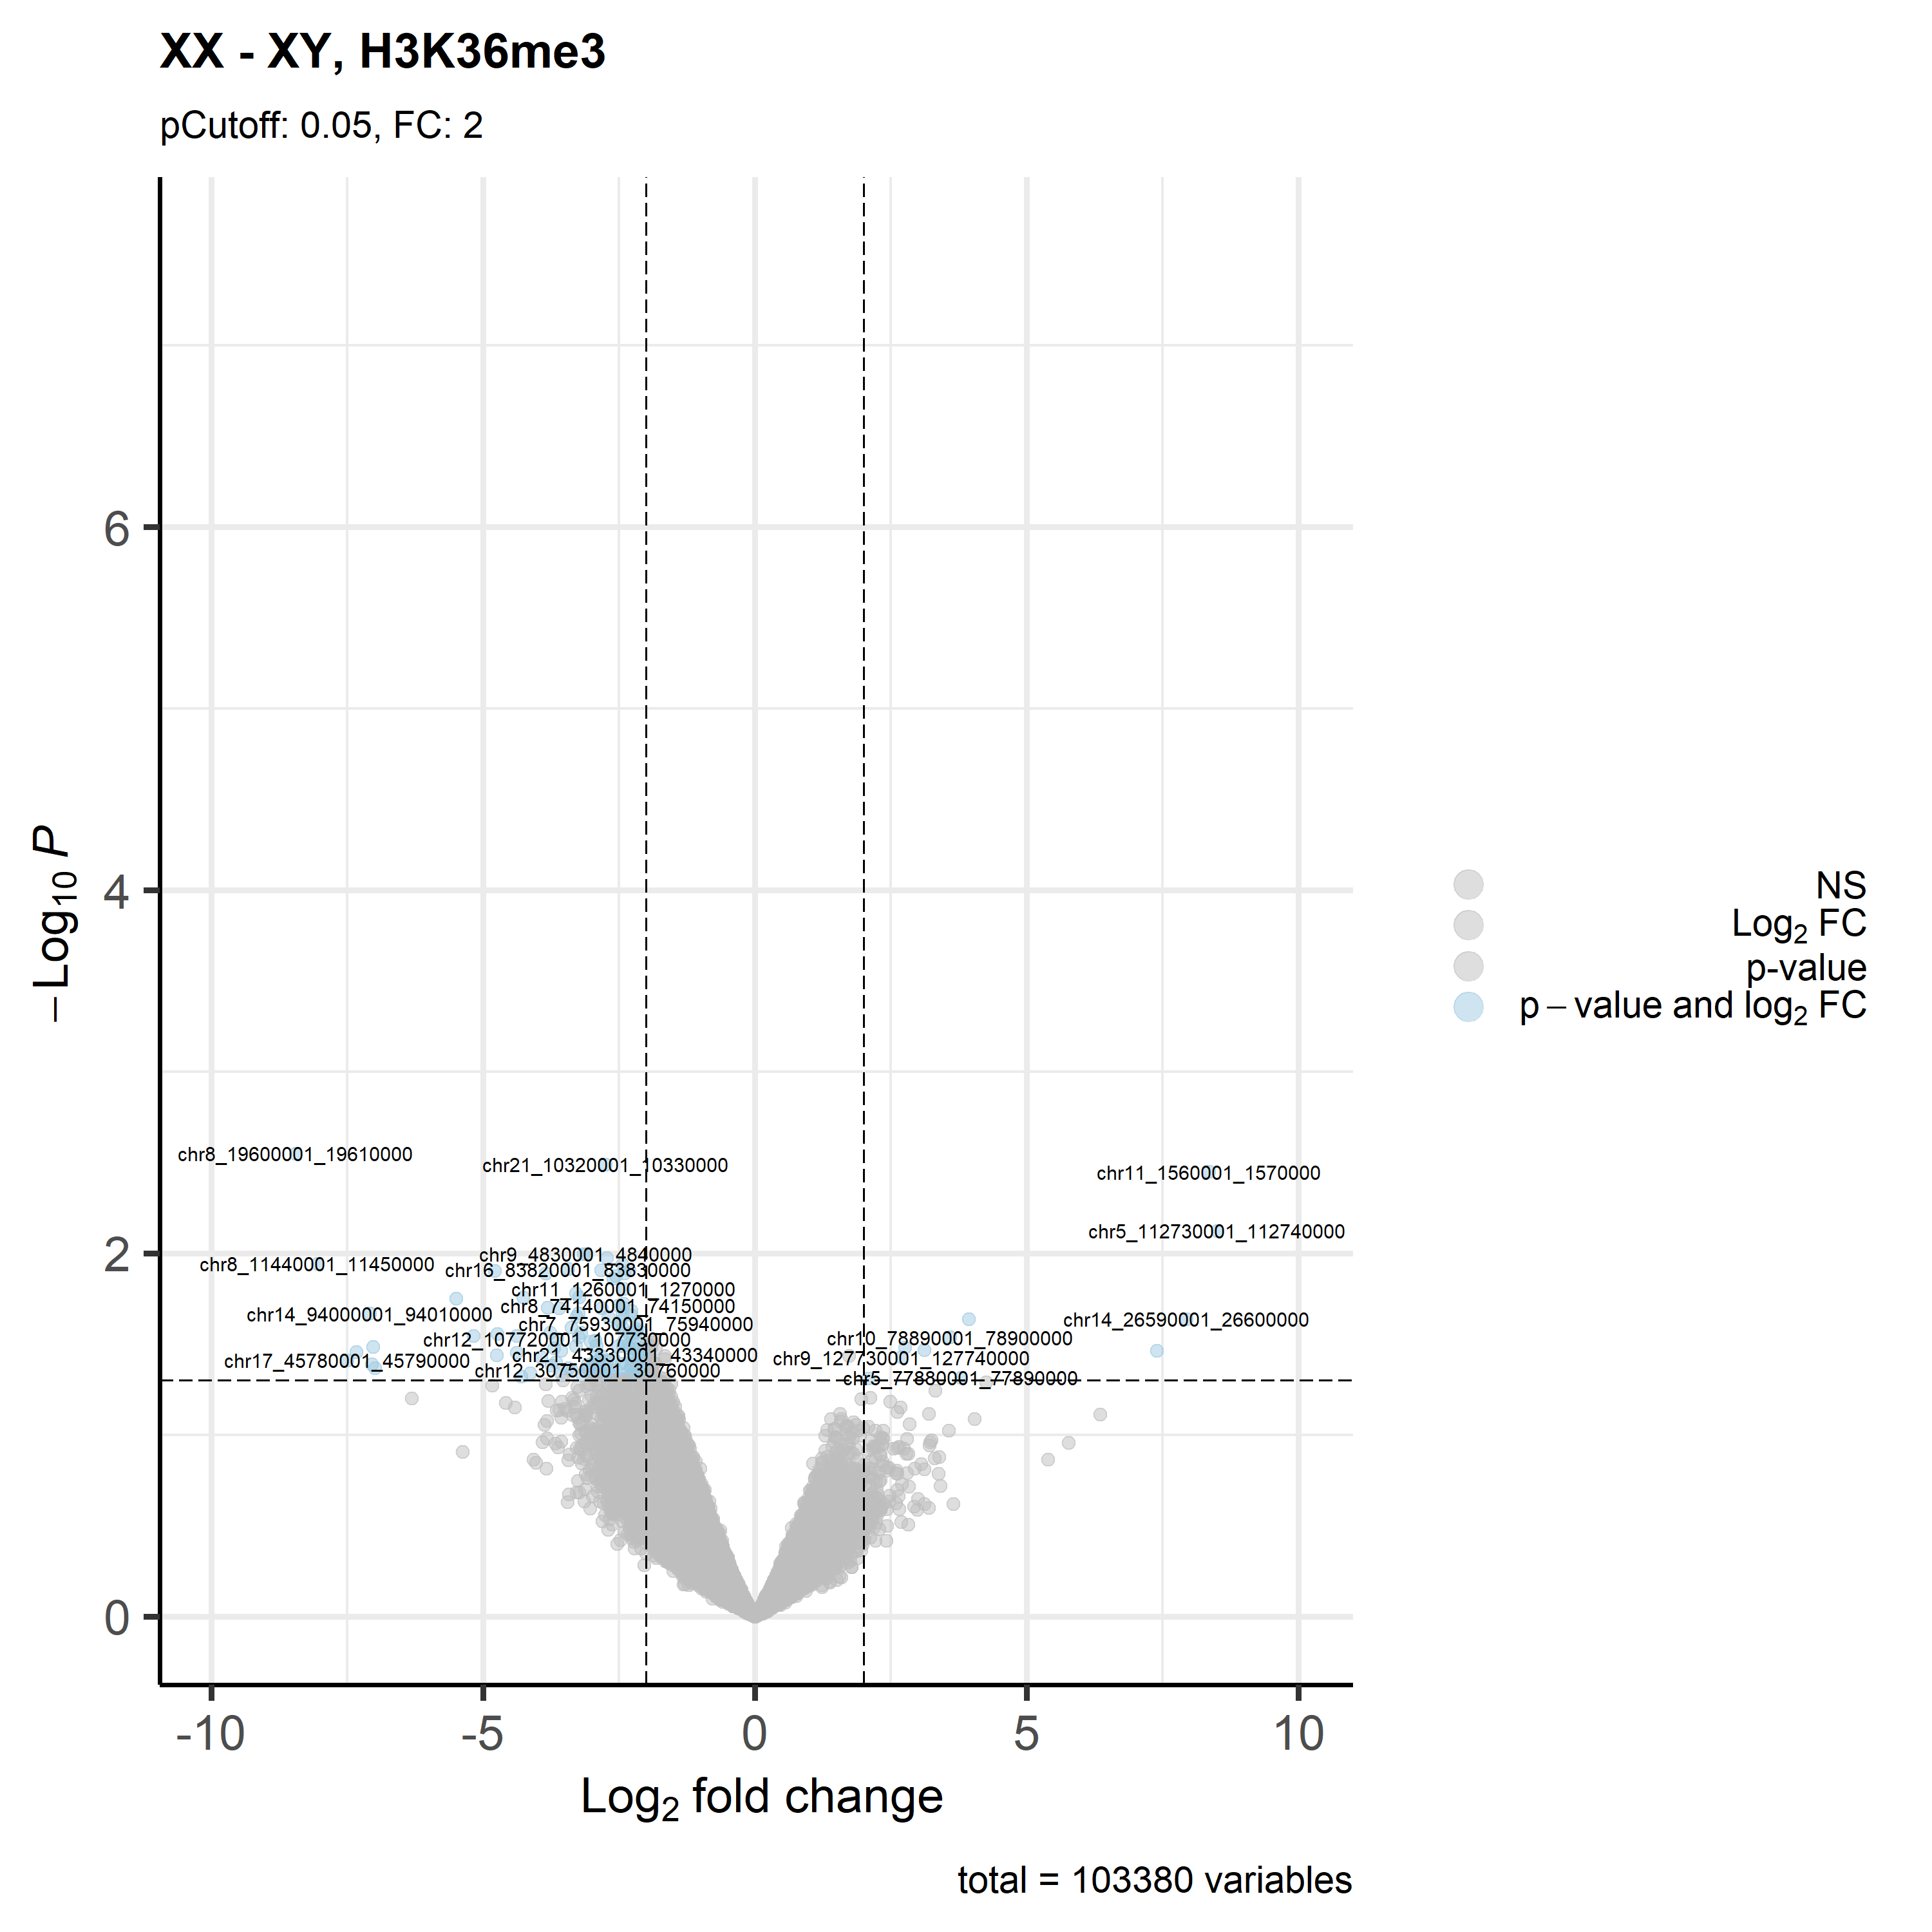 XX - XY, H3K36me3
pCutoff: 0.05, FC: 2
−Log10 P
6
4
2
0
chr8_19600001_19610000
chr21_10320001_10330000
chr11_1560001_1570000
chr5_112730001_112740000
chr9_4830001_4840000
chr8_11440001_11450000
chr16_83820001_83830000
chr11_1260001_1270000
chr8_74140001_74150000
chr14_94000001_94010000
chr14_26590001_26600000
chr7_75930001_75940000
chr12_107720001_107730000
chr10_78890001_78900000
chr21_43330001_43340000
chr9_127730001_127740000
chr17_45780001_45790000
chr12_30750001_30760000
chr5_77880001_77890000
-10
-5
0
5
10
Log2 fold change
NS
Log2 FC
p-value
p − value and log2 FC
total = 103380 variables